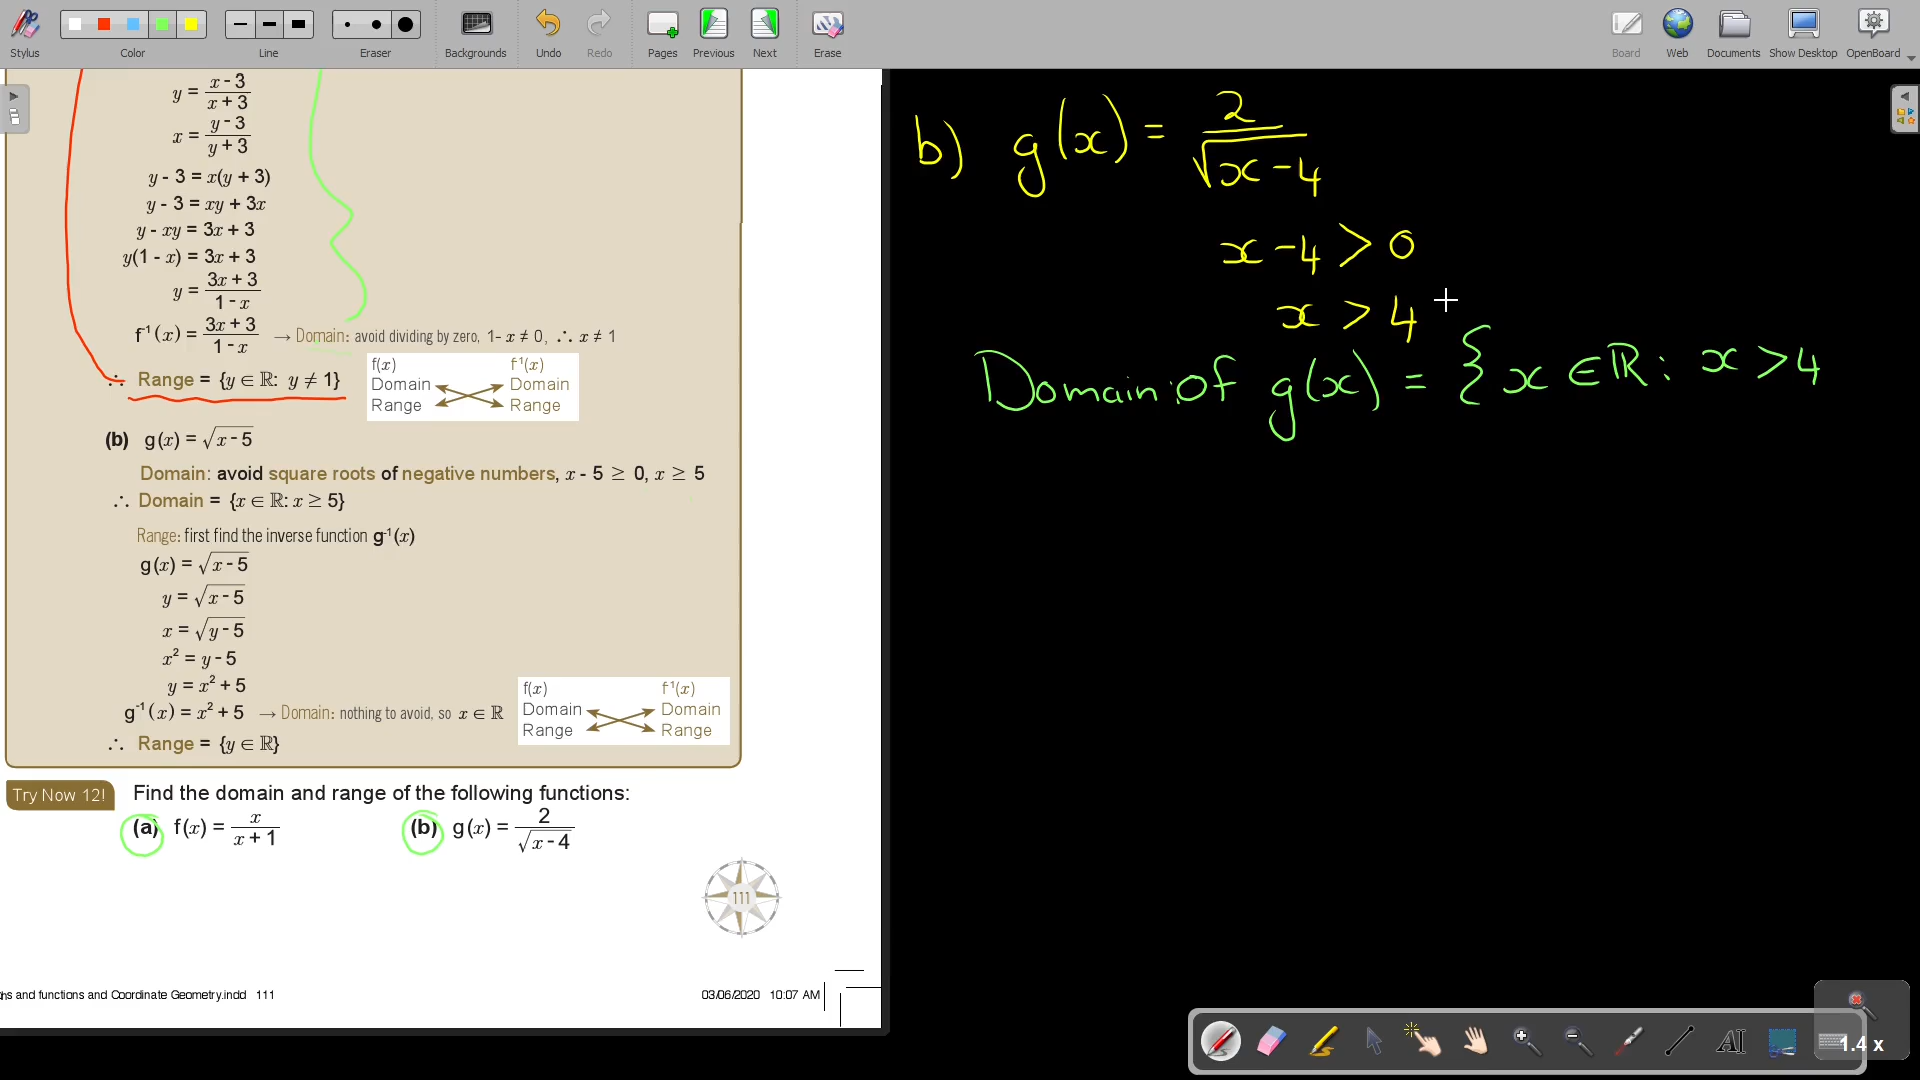 Stylus Color Line Eraser Backgrounds Undo Redo Pages Previous Next Erase Board Web Documents Show Desktop OpenBoard
y = x - 3 / x + 3
x = y - 3 / y + 3
y - 3 = x(y + 3)
y - 3 = xy + 3x
y - xy = 3x + 3
y(1 - x) = 3x + 3
y = 3x + 3 / 1 - x
f⁻¹(x) = 3x + 3 / 1 - x → Domain: avoid dividing by zero, 1- x ≠ 0, ∴ x ≠ 1
∴ Range = {y ∈ ℝ: y ≠ 1}
f(x) f⁻¹(x)
Domain Domain
Range Range
(b) g(x) = √x - 5
Domain: avoid square roots of negative numbers, x - 5 ≥ 0, x ≥ 5
∴ Domain = {x ∈ ℝ: x ≥ 5}
Range: first find the inverse function g⁻¹(x)
g(x) = √x - 5
y = √x - 5
x = √y - 5
x² = y - 5
y = x² + 5
g⁻¹(x) = x² + 5 → Domain: nothing to avoid, so x ∈ ℝ
∴ Range = {y ∈ ℝ}
f(x) f⁻¹(x)
Domain Domain
Range Range
Try Now 12! Find the domain and range of the following functions:
(a) f(x) = x / x + 1 (b) g(x) = 2 / √x - 4
111
hs and functions and Coordinate Geometry.indd 111 03/06/2020 10:07 AM
b) g(x) = 2 / √x - 4
x - 4 > 0
x > 4
Domain of g(x) = { x ∈ ℝ : x > 4
AI
1.4 x